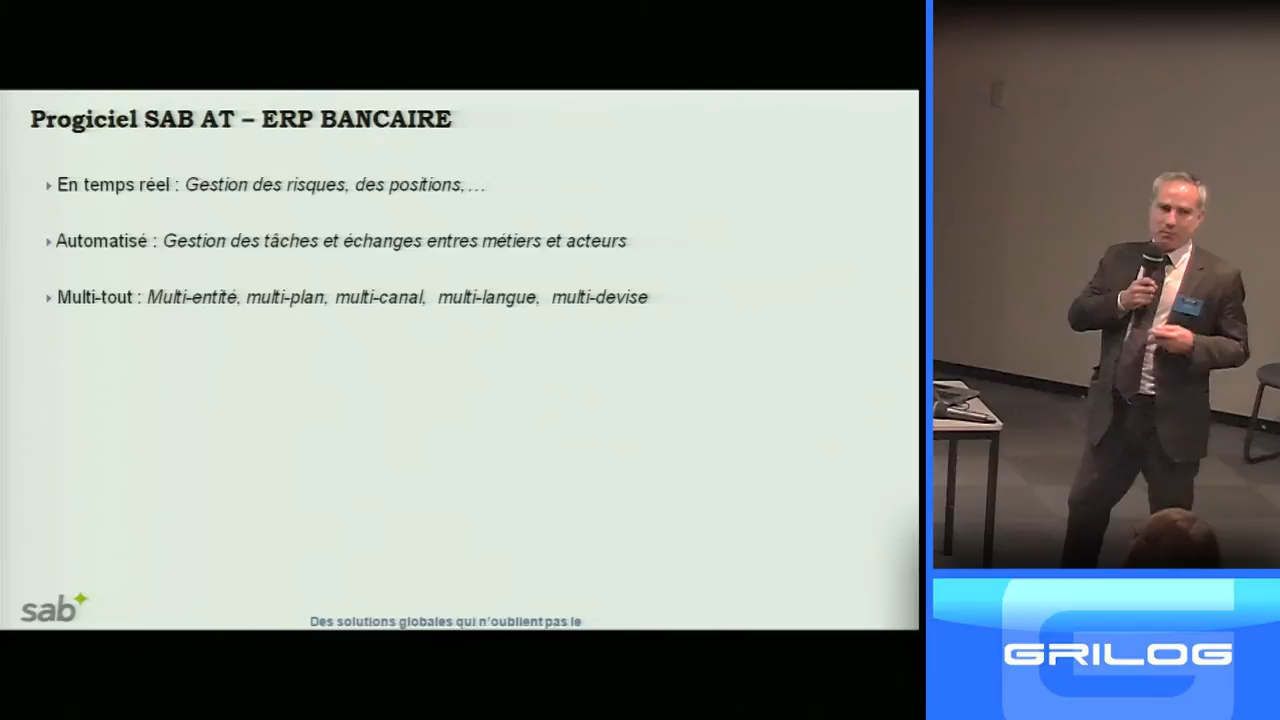 Progiciel SAB AT – ERP BANCAIRE
En temps réel : Gestion des risques, des positions,…
Automatisé : Gestion des tâches et échanges entres métiers et acteurs
Multi-tout : Multi-entité, multi-plan, multi-canal, multi-langue, multi-devise
sab
Des solutions globales qui n'oublient pas le
GRILOG